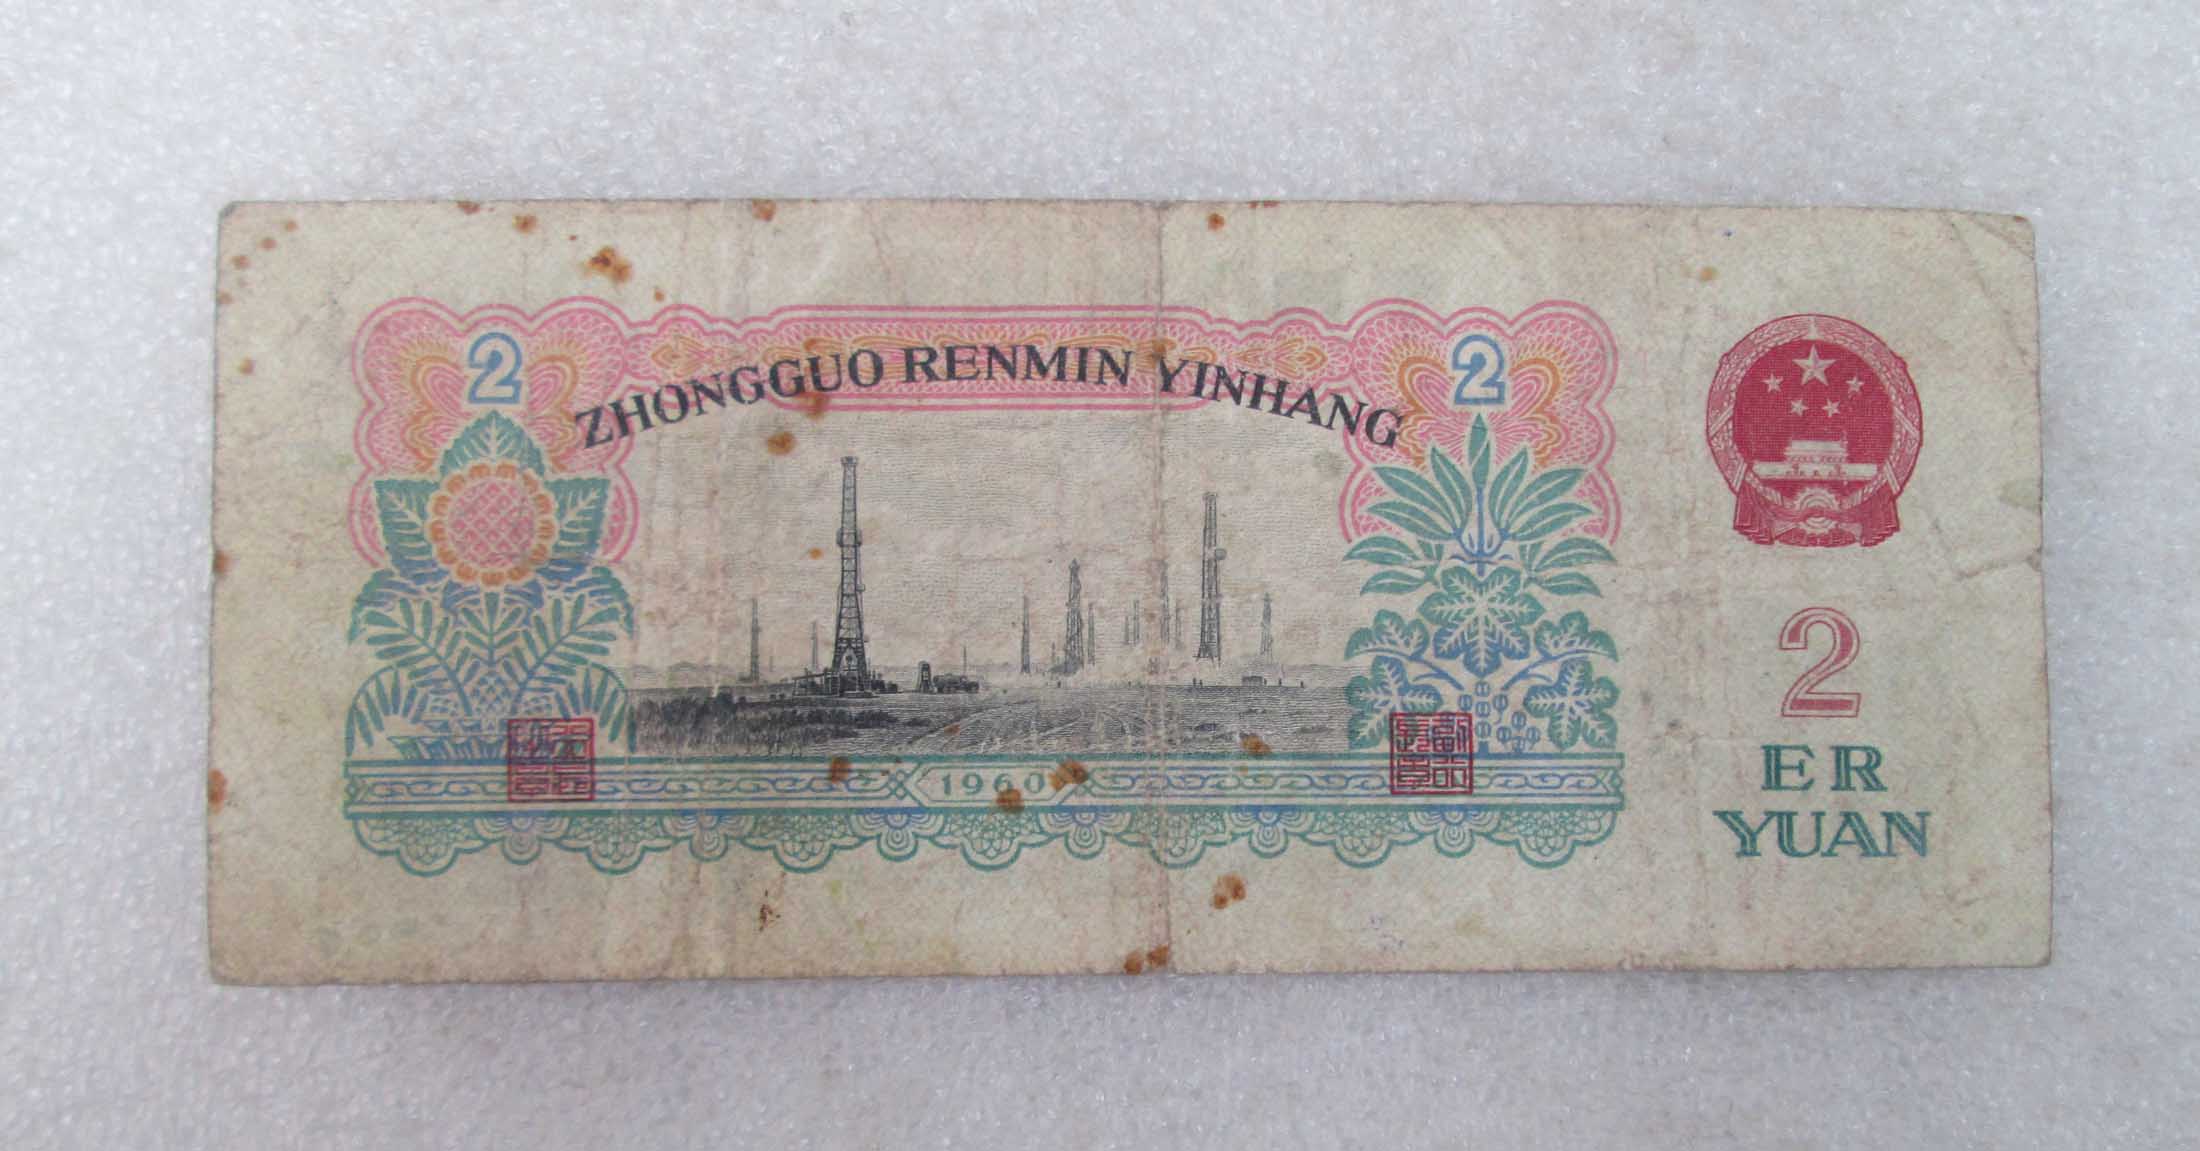 2
2
ZHONGGUO RENMIN YINHANG
1960
2
ER
YUAN